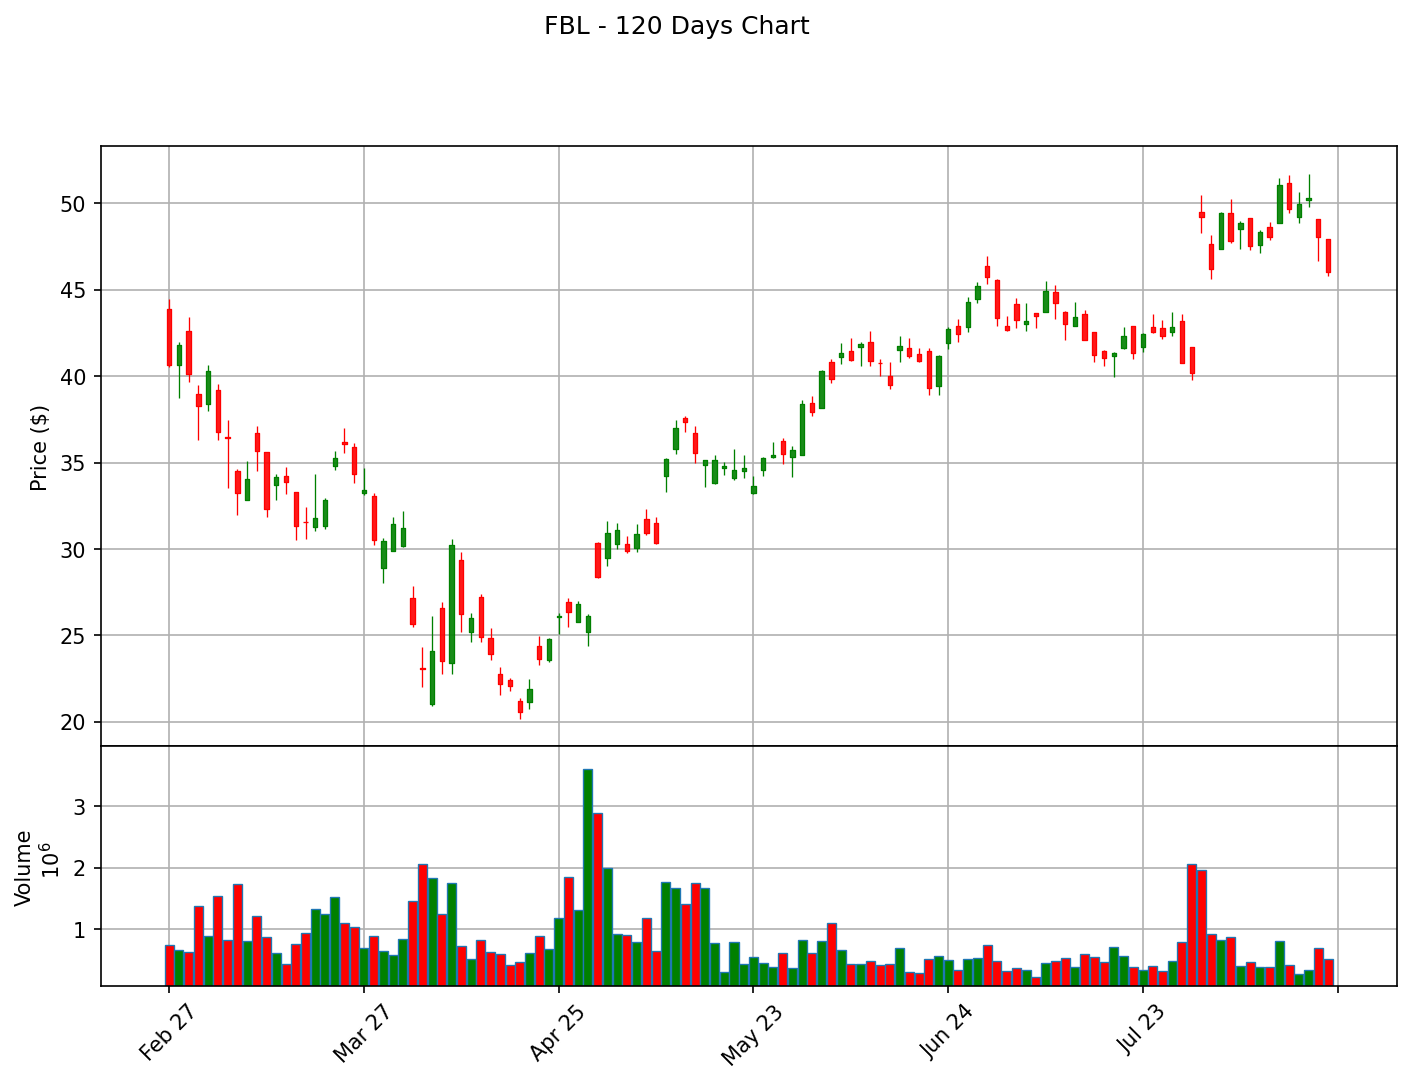 FBL - 120 Days Chart
Price ($)
50
45
40
35
30
25
20
Volume
10^6
3
2
1
Feb 27
Mar 27
Apr 25
May 23
Jun 24
Jul 23